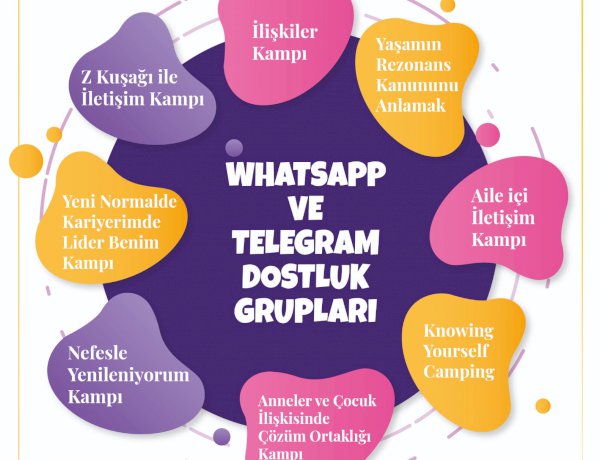 İlişkiler
Kampı
Yaşamın
Rezonans
Kanununu
Anlamak
Z Kuşağı ile
İletişim Kampı
WHATSAPP
VE
TELEGRAM
DOSTLUK
GRUPLARI
Aile içi
İletişim
Kampı
Yeni Normalde
Kariyerimde
Lider Benim
Kampı
Knowing
Yourself
Camping
Nefesle
Yenileniyorum
Kampı
Anneler ve Çocuk
İlişkisinde
Çözüm Ortaklığı
Kampı